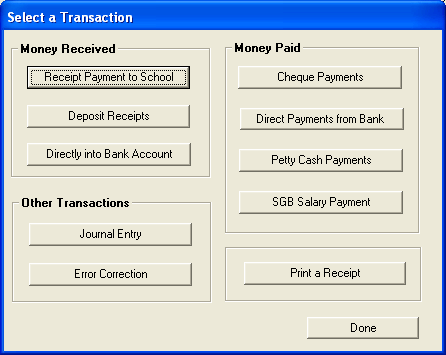 Select a Transaction
Money Received
Receipt Payment to School
Deposit Receipts
Directly into Bank Account
Money Paid
Cheque Payments
Direct Payments from Bank
Petty Cash Payments
SGB Salary Payment
Other Transactions
Journal Entry
Error Correction
Print a Receipt
Done